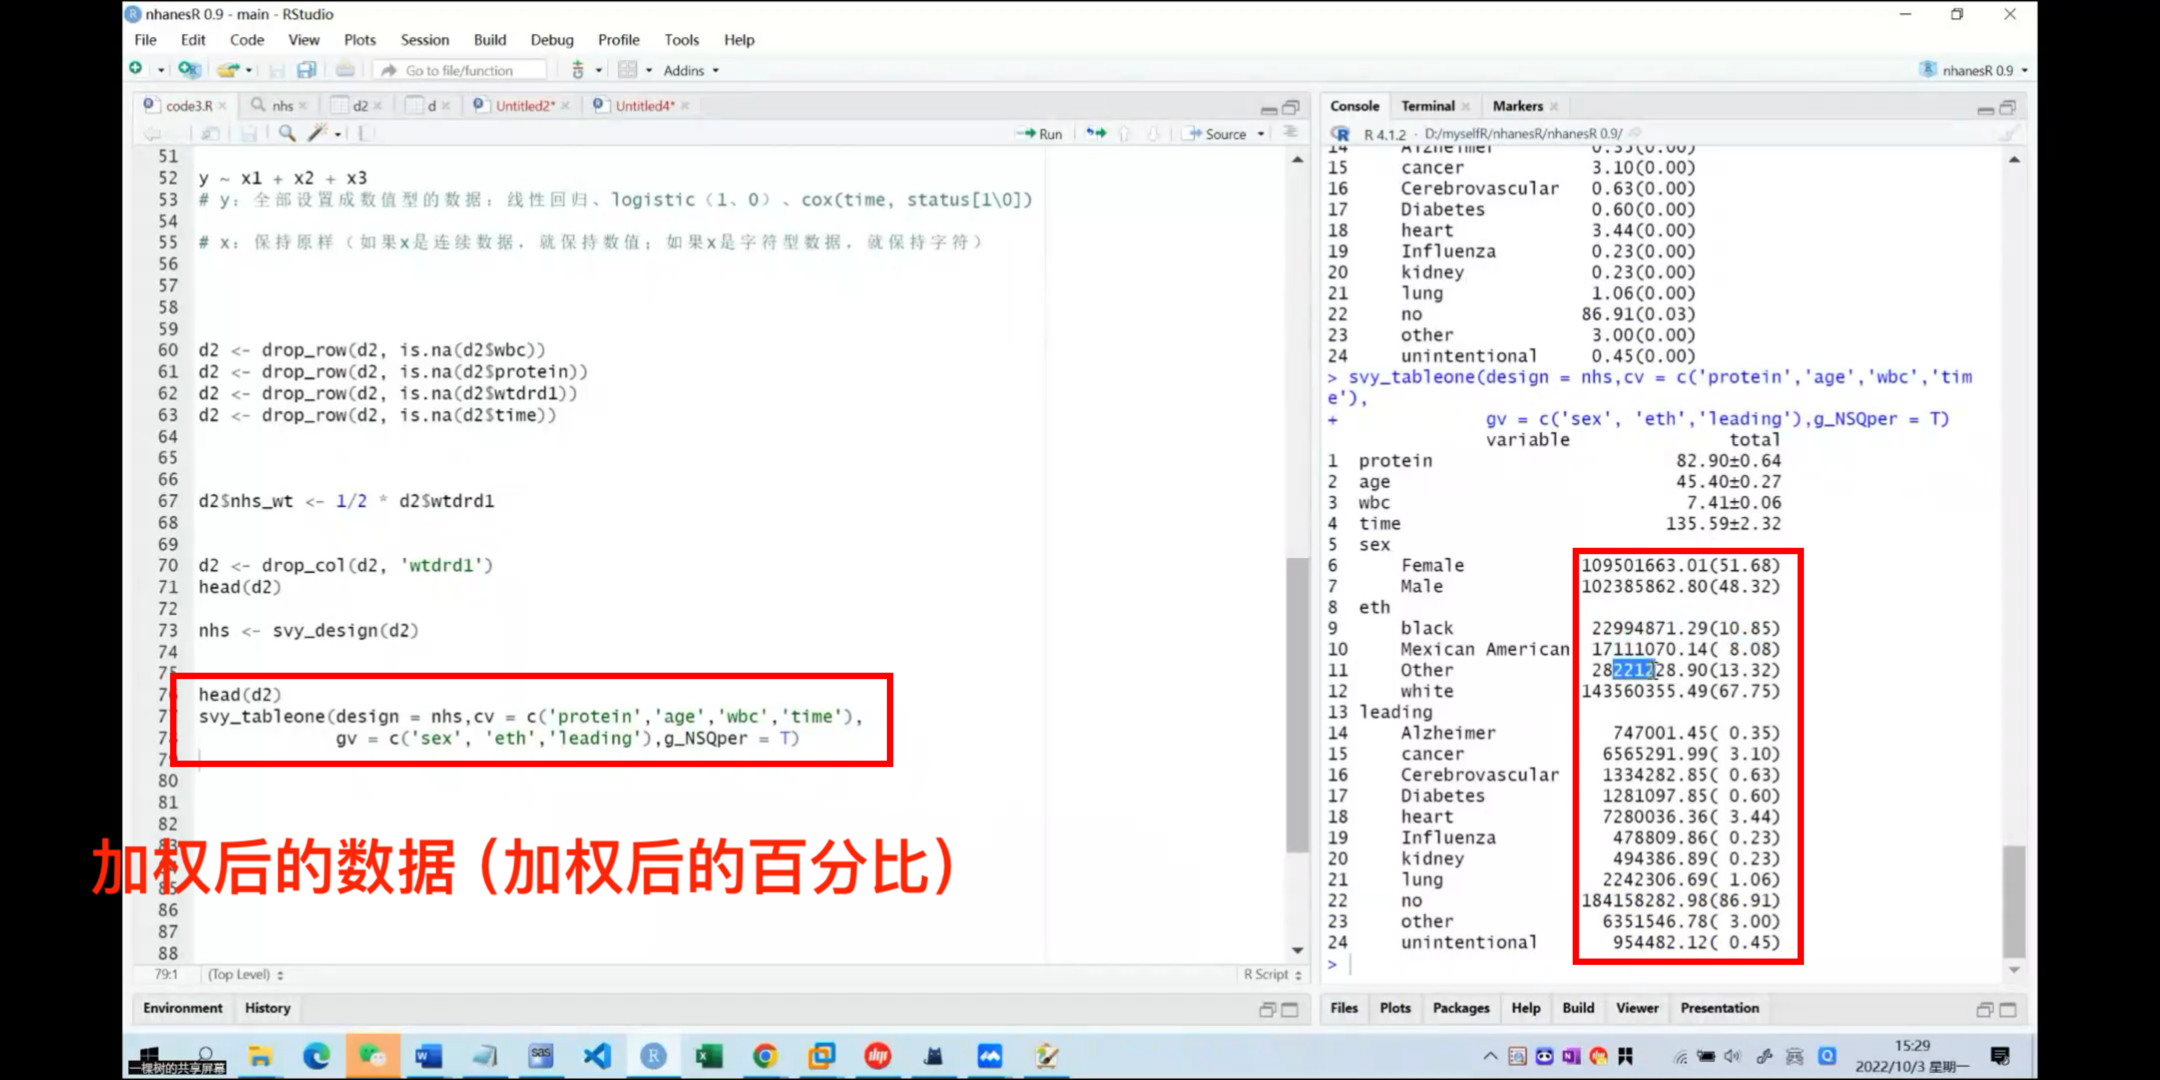 nhanesR 0.9 - main - RStudio
File Edit Code View Plots Session Build Debug Profile Tools Help
Go to file/function Addins nhanesR 0.9
code3.R nhs d2 d Untitled2* Untitled4*
Run Source
51
52 y ~ x1 + x2 + x3
53 # y：全部设置成数值型的数据：线性回归、logistic（1、0）、cox(time, status[1\0])
54
55 # x：保持原样（如果x是连续数据，就保持数值；如果x是字符型数据，就保持字符）
56
57
58
59
60 d2 <- drop_row(d2, is.na(d2$wbc))
61 d2 <- drop_row(d2, is.na(d2$protein))
62 d2 <- drop_row(d2, is.na(d2$wtdrd1))
63 d2 <- drop_row(d2, is.na(d2$time))
64
65
66
67 d2$nhs_wt <- 1/2 * d2$wtdrd1
68
69
70 d2 <- drop_col(d2, 'wtdrd1')
71 head(d2)
72
73 nhs <- svy_design(d2)
74
75
76 head(d2)
77 svy_tableone(design = nhs,cv = c('protein','age','wbc','time'),
78 gv = c('sex', 'eth','leading'),g_NSQper = T)
79
80
81
82
加权后的数据（加权后的百分比）
86
87
88
79:1 (Top Level) R Script
Environment History
Console Terminal Markers
R 4.1.2 · D:/myselfR/nhanesR/nhanesR 0.9/
14 Alzheimer 0.35(0.00)
15 cancer 3.10(0.00)
16 Cerebrovascular 0.63(0.00)
17 Diabetes 0.60(0.00)
18 heart 3.44(0.00)
19 Influenza 0.23(0.00)
20 kidney 0.23(0.00)
21 lung 1.06(0.00)
22 no 86.91(0.03)
23 other 3.00(0.00)
24 unintentional 0.45(0.00)
> svy_tableone(design = nhs,cv = c('protein','age','wbc','tim
e'),
+ gv = c('sex', 'eth','leading'),g_NSQper = T)
variable total
1 protein 82.90±0.64
2 age 45.40±0.27
3 wbc 7.41±0.06
4 time 135.59±2.32
5 sex
6 Female 109501663.01(51.68)
7 Male 102385862.80(48.32)
8 eth
9 black 22994871.29(10.85)
10 Mexican American 17111070.14( 8.08)
11 Other 28221228.90(13.32)
12 white 143560355.49(67.75)
13 leading
14 Alzheimer 747001.45( 0.35)
15 cancer 6565291.99( 3.10)
16 Cerebrovascular 1334282.85( 0.63)
17 Diabetes 1281097.85( 0.60)
18 heart 7280036.36( 3.44)
19 Influenza 478809.86( 0.23)
20 kidney 494386.89( 0.23)
21 lung 2242306.69( 1.06)
22 no 184158282.98(86.91)
23 other 6351546.78( 3.00)
24 unintentional 954482.12( 0.45)
>
Files Plots Packages Help Build Viewer Presentation
一棵树的共享屏幕
15:29
2022/10/3 星期一